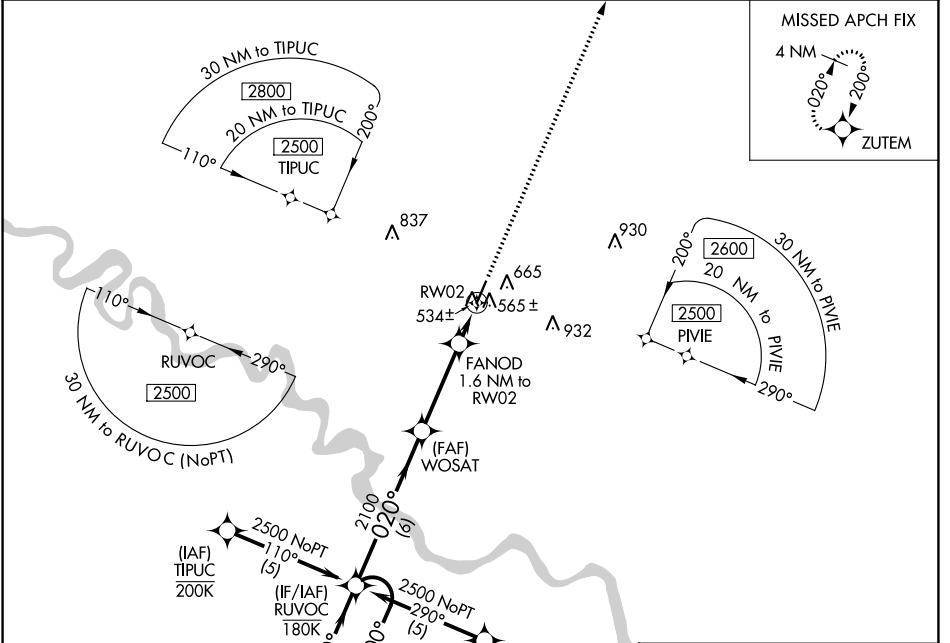 MISSED APCH FIX
4 NM
020°
200°
ZUTEM
30 NM to TIPUC
2800
20 NM to TIPUC
2500
TIPUC
200°
110°
837
930
665
RW02
534±
565±
932
FANOD
1.6 NM to
RW02
200°
2600
30 NM to PIVIE
20 NM to PIVIE
2500
PIVIE
290°
110°
RUVOC
290°
2500
30 NM to RUVOC (NoPT)
(FAF)
WOSAT
2100
020°
(6)
2500 NoPT
110°
(5)
(IAF)
TIPUC
200K
(IF/IAF)
RUVOC
180K
2500 NoPT
290°
(5)